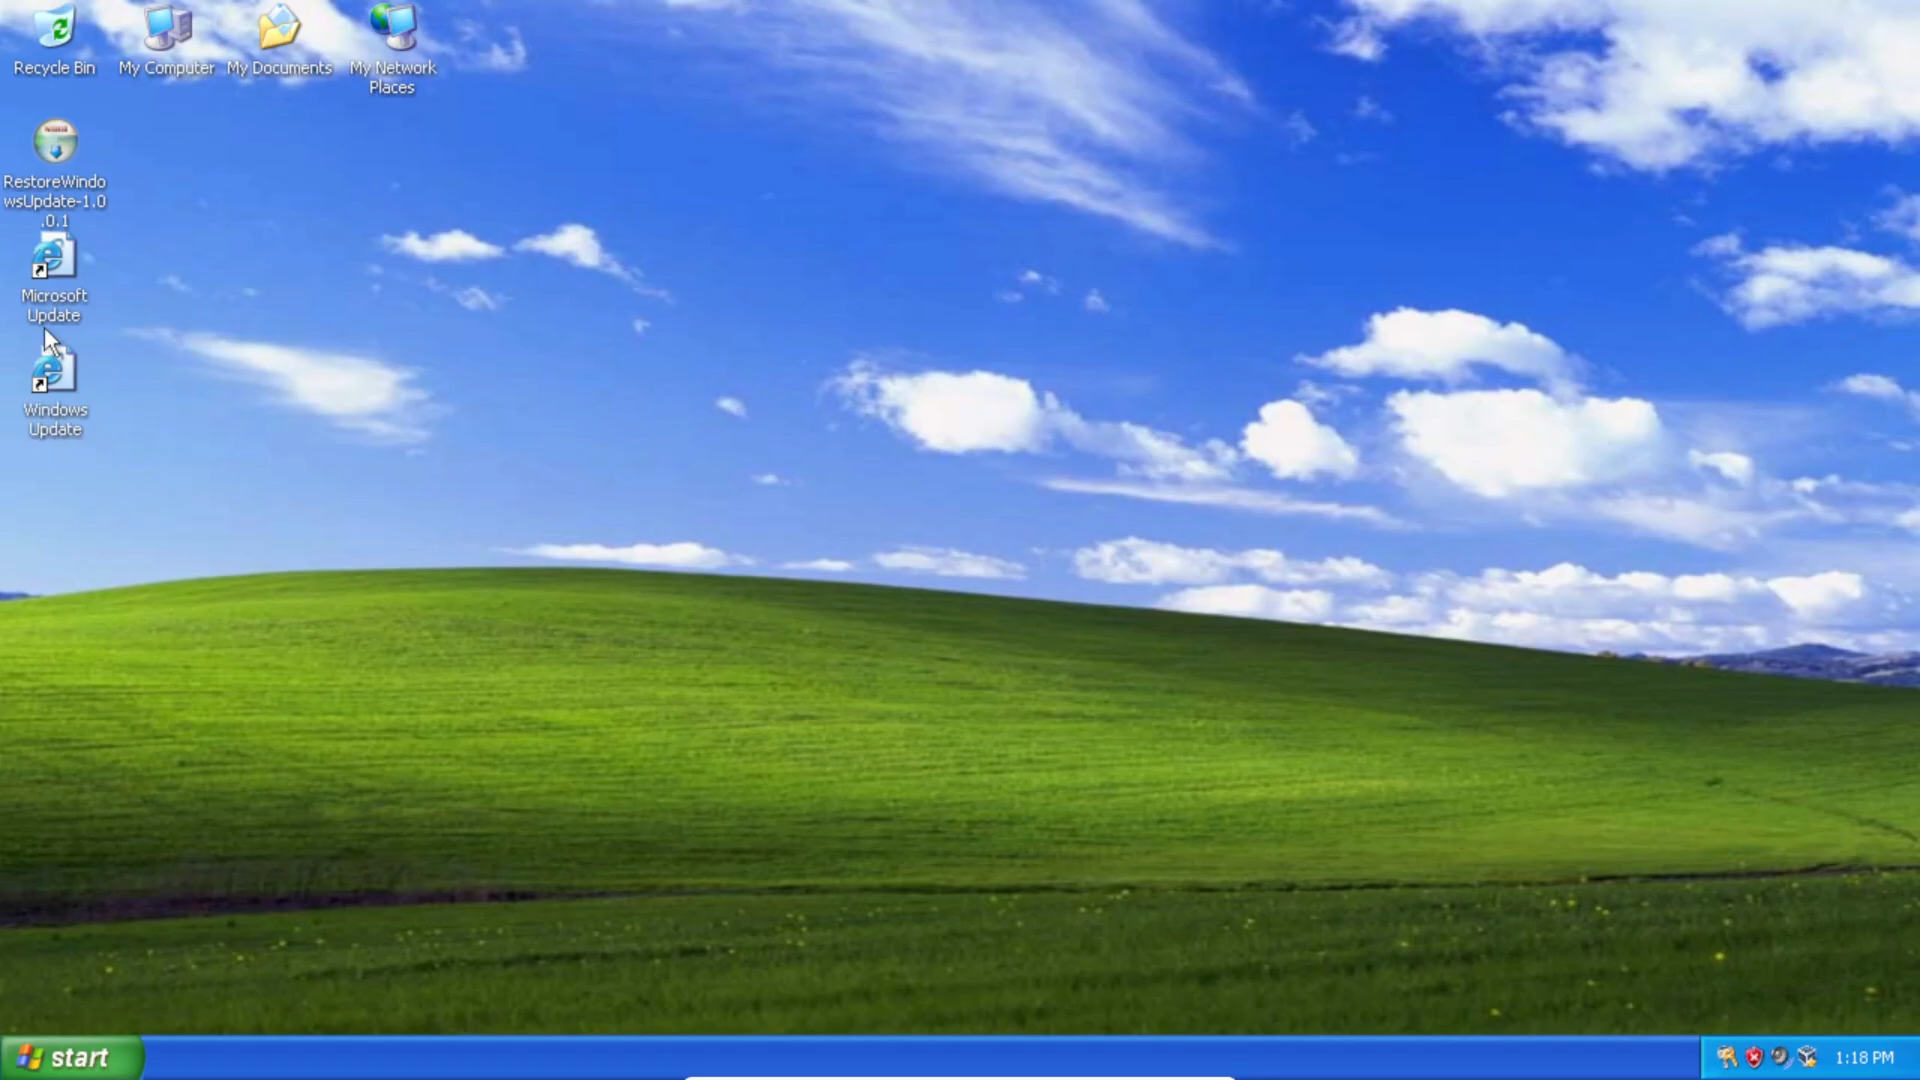 Recycle Bin
My Computer
My Documents
My Network
Places
RestoreWindo
wsUpdate-1.0
.0.1
Microsoft
Update
Windows
Update
start
1:18 PM